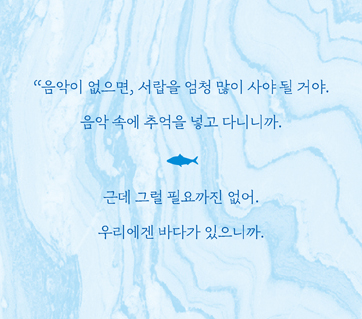 “음악이 없으면, 서랍을 엄청 많이 사야 될 거야.
음악 속에 추억을 넣고 다니니까.
근데 그럴 필요까진 없어.
우리에겐 바다가 있으니까.